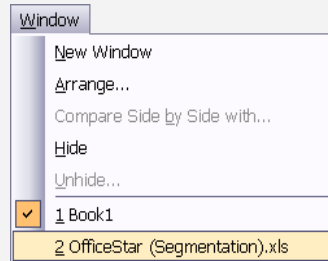 Window
New Window
Arrange...
Compare Side by Side with...
Hide
Unhide...
1 Book1
2 OfficeStar (Segmentation).xls